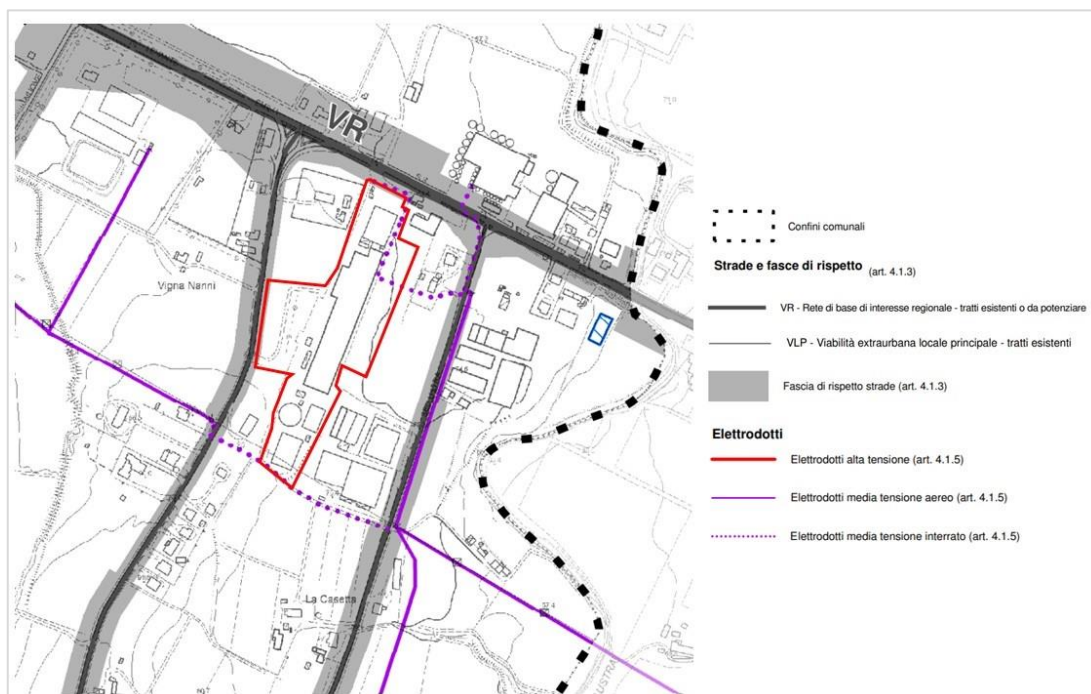 VR
Vigna Nanni
La Casetta
Confini comunali
Strade e fasce di rispetto (art. 4.1.3)
VR - Rete di base di interesse regionale - tratti esistenti o da potenziare
VLP - Viabilità extraurbana locale principale - tratti esistenti
Fascia di rispetto strade (art. 4.1.3)
Elettrodotti
Elettrodotti alta tensione (art. 4.1.5)
Elettrodotti media tensione aereo (art. 4.1.5)
Elettrodotti media tensione interrato (art. 4.1.5)